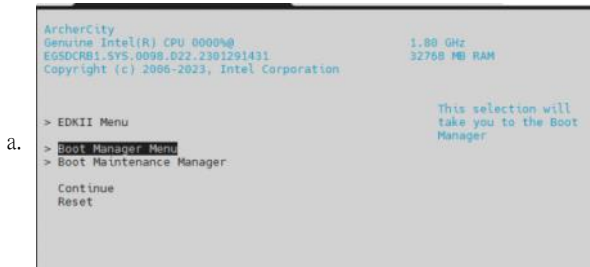 ArcherCity
Genuine Intel(R) CPU 0000%@ 1.80 GHz
EGSDCRB1.SYS.0098.D22.2301291431 32768 MB RAM
Copyright (c) 2006-2023, Intel Corporation
This selection will
> EDKII Menu take you to the Boot
Manager
a.
> Boot Manager Menu
> Boot Maintenance Manager
Continue
Reset